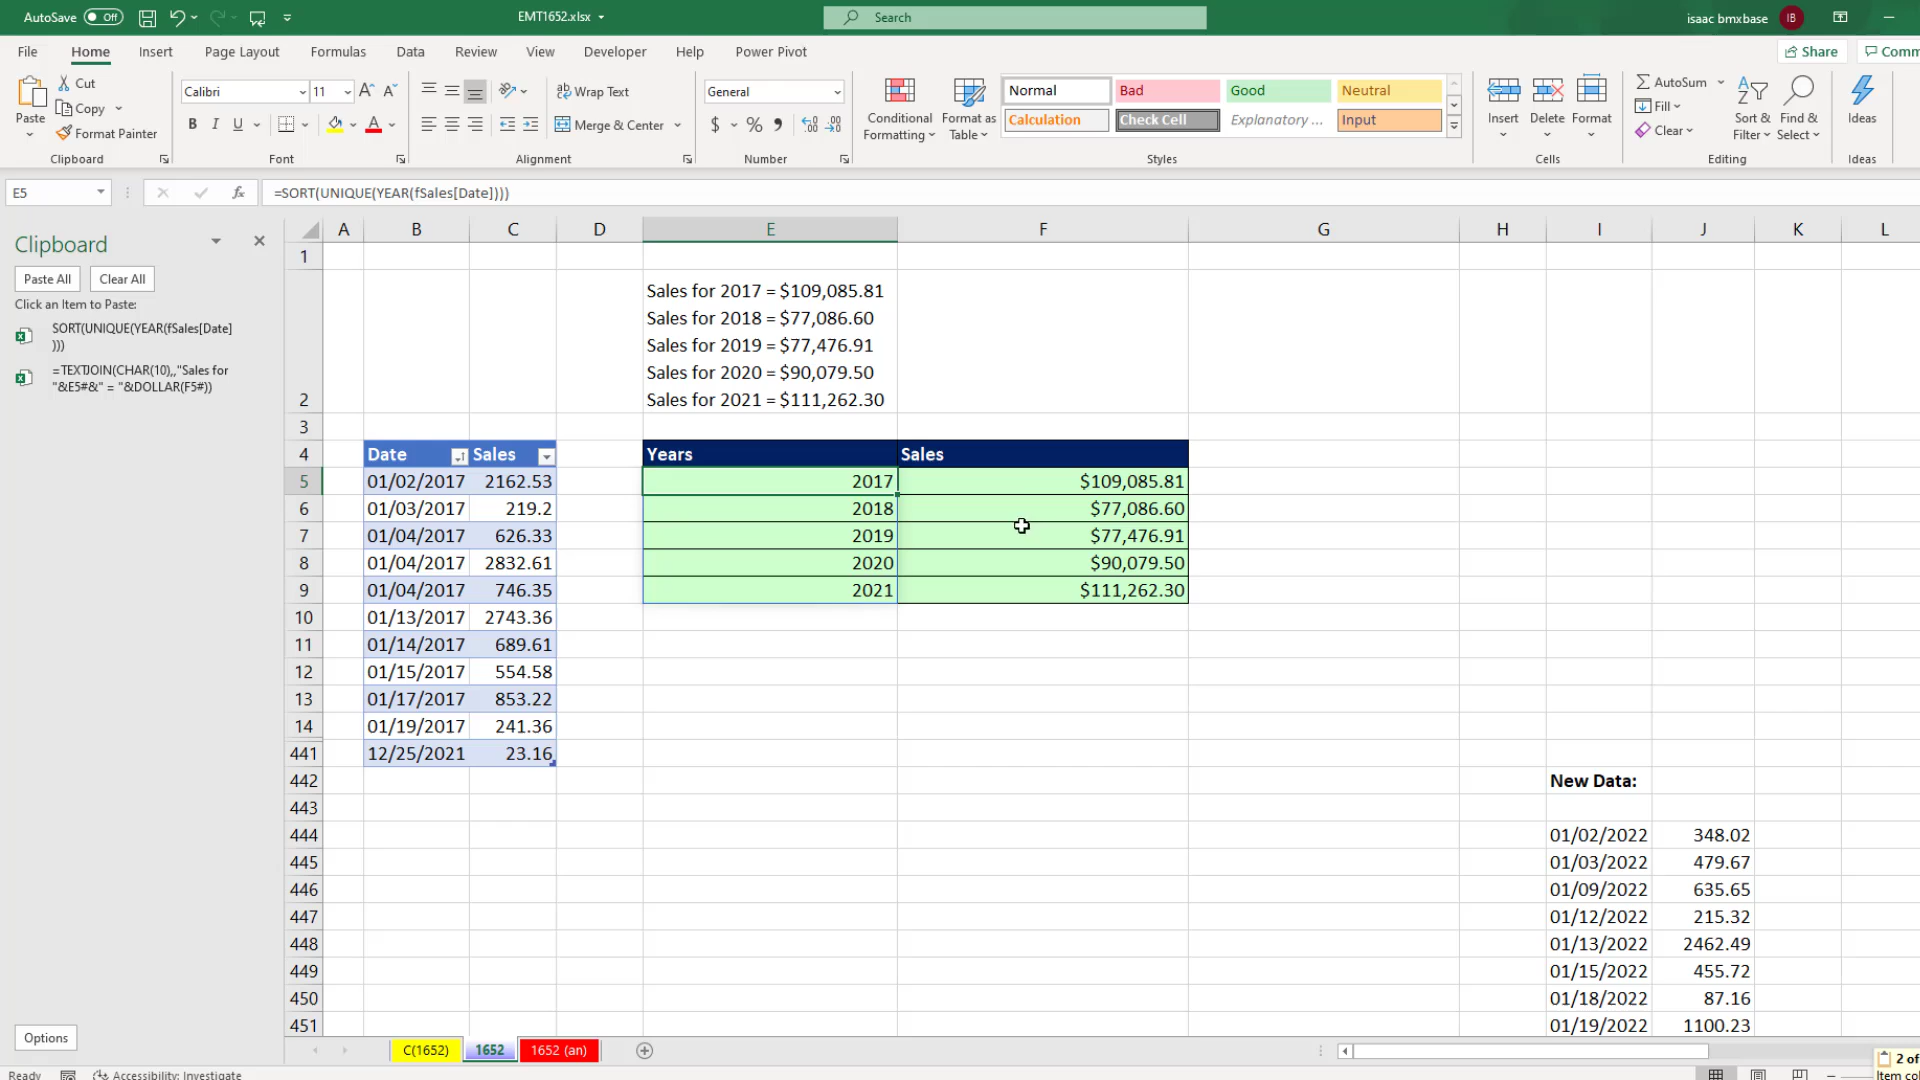 AutoSave Off EMT1652.xlsx Search isaac bmxbase IB
File Home Insert Page Layout Formulas Data Review View Developer Help Power Pivot Share Comm
Paste Cut Copy Format Painter
Calibri 11 A A B I U A
Wrap Text Merge & Center
General $ % 9
Conditional Formatting Format as Table
Normal Bad Good Neutral
Calculation Check Cell Explanatory ... Input
Insert Delete Format
AutoSum Fill Clear Sort & Filter Find & Select Ideas
Clipboard Font Alignment Number Styles Cells Editing Ideas
E5 fx =SORT(UNIQUE(YEAR(fSales[Date])))
Clipboard
Paste All Clear All
Click an Item to Paste:
SORT(UNIQUE(YEAR(fSales[Date]
)))
=TEXTJOIN(CHAR(10),,"Sales for
"&E5#&" = "&DOLLAR(F5#))
Options
A B C D E F G H I J K L
1
Sales for 2017 = $109,085.81
Sales for 2018 = $77,086.60
Sales for 2019 = $77,476.91
Sales for 2020 = $90,079.50
2 Sales for 2021 = $111,262.30
3
4 Date Sales Years Sales
5 01/02/2017 2162.53 2017 $109,085.81
6 01/03/2017 219.2 2018 $77,086.60
7 01/04/2017 626.33 2019 $77,476.91
8 01/04/2017 2832.61 2020 $90,079.50
9 01/04/2017 746.35 2021 $111,262.30
10 01/13/2017 2743.36
11 01/14/2017 689.61
12 01/15/2017 554.58
13 01/17/2017 853.22
14 01/19/2017 241.36
441 12/25/2021 23.16
442 New Data:
443
444 01/02/2022 348.02
445 01/03/2022 479.67
446 01/09/2022 635.65
447 01/12/2022 215.32
448 01/13/2022 2462.49
449 01/15/2022 455.72
450 01/18/2022 87.16
451 01/19/2022 1100.23
C(1652) 1652 1652 (an)
2 of
Item col
Ready Accessibility: Investigate